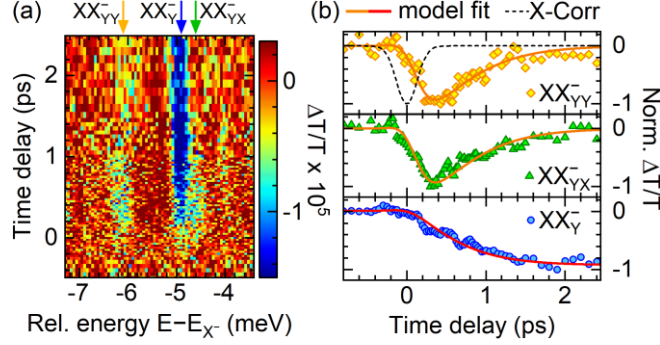 (a)
XX⁻YY XX⁻Y XX⁻YX
Time delay (ps)
2
1
0
-7 -6 -5 -4
Rel. energy E−E_X⁻ (meV)
0
-1
ΔT/T x 10⁵
(b)
model fit X-Corr
XX⁻YY
0
-1
XX⁻YX
0
-1
XX⁻Y
0
-1
Norm. ΔT/T
0 1 2
Time delay (ps)